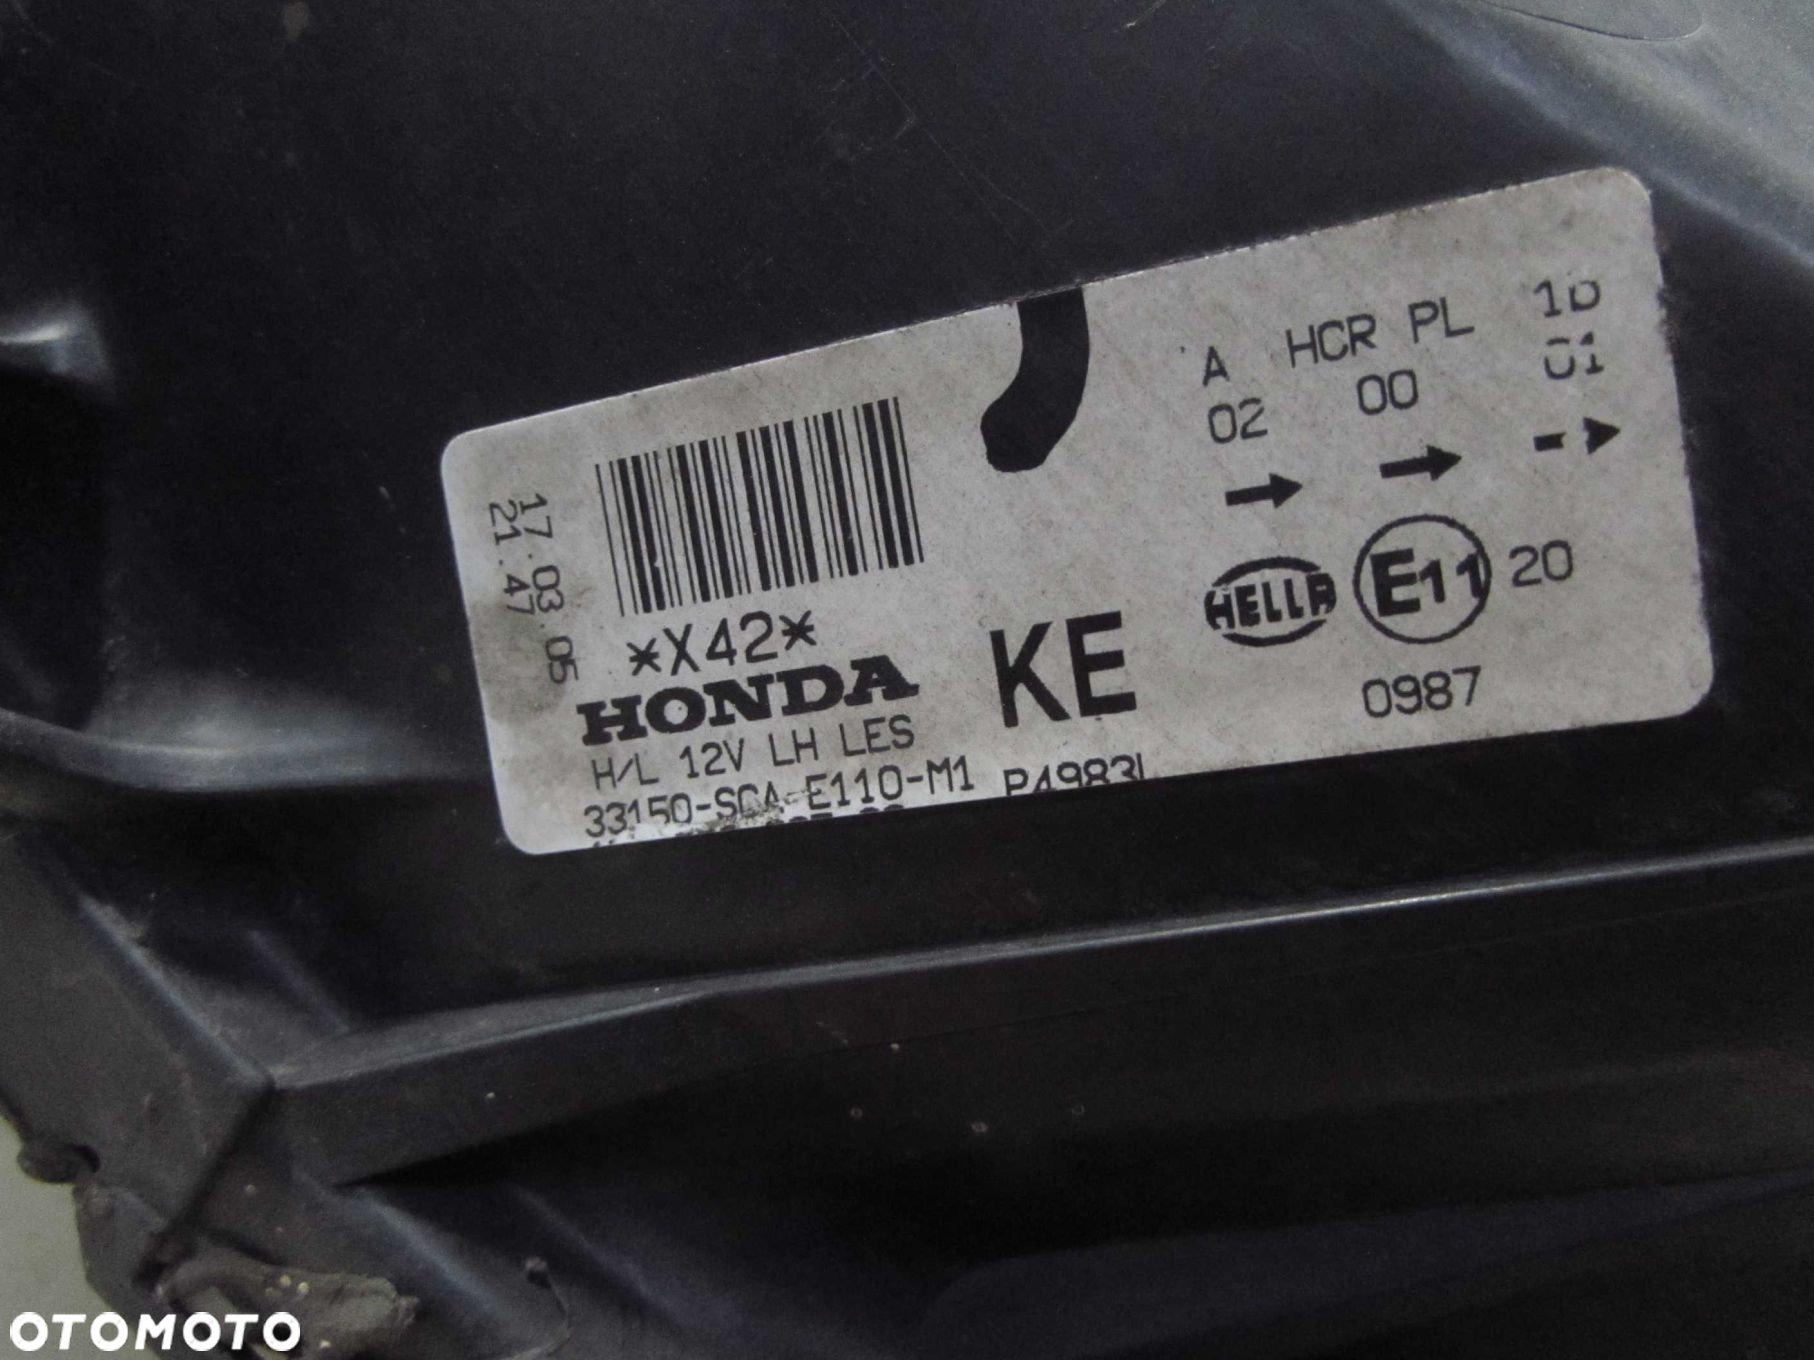 17.03.05
21.47
*X42*
HONDA
H/L 12V LH LES
33150-SCA-E110-M1
KE
A HCR PL
02 00 01
HELLA
E11
20
0987
OTOMOTO